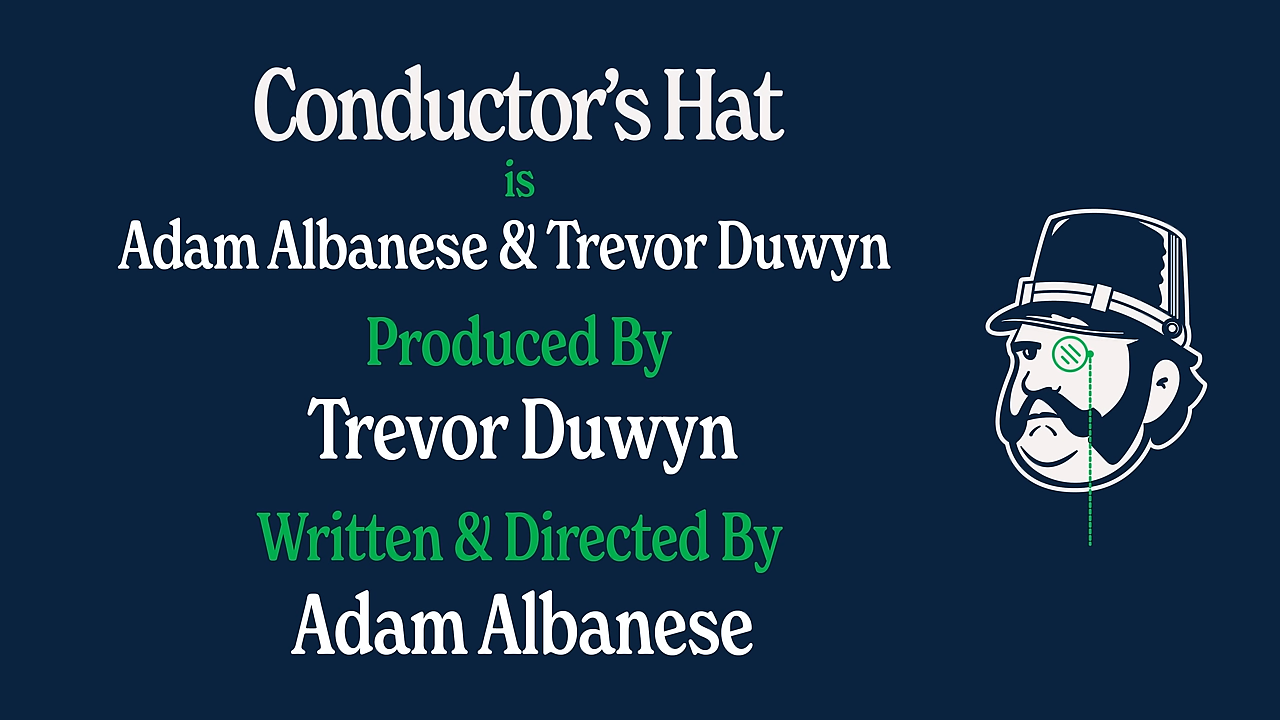 Conductor’s Hat
is
Adam Albanese & Trevor Duwyn
Produced By
Trevor Duwyn
Written & Directed By
Adam Albanese